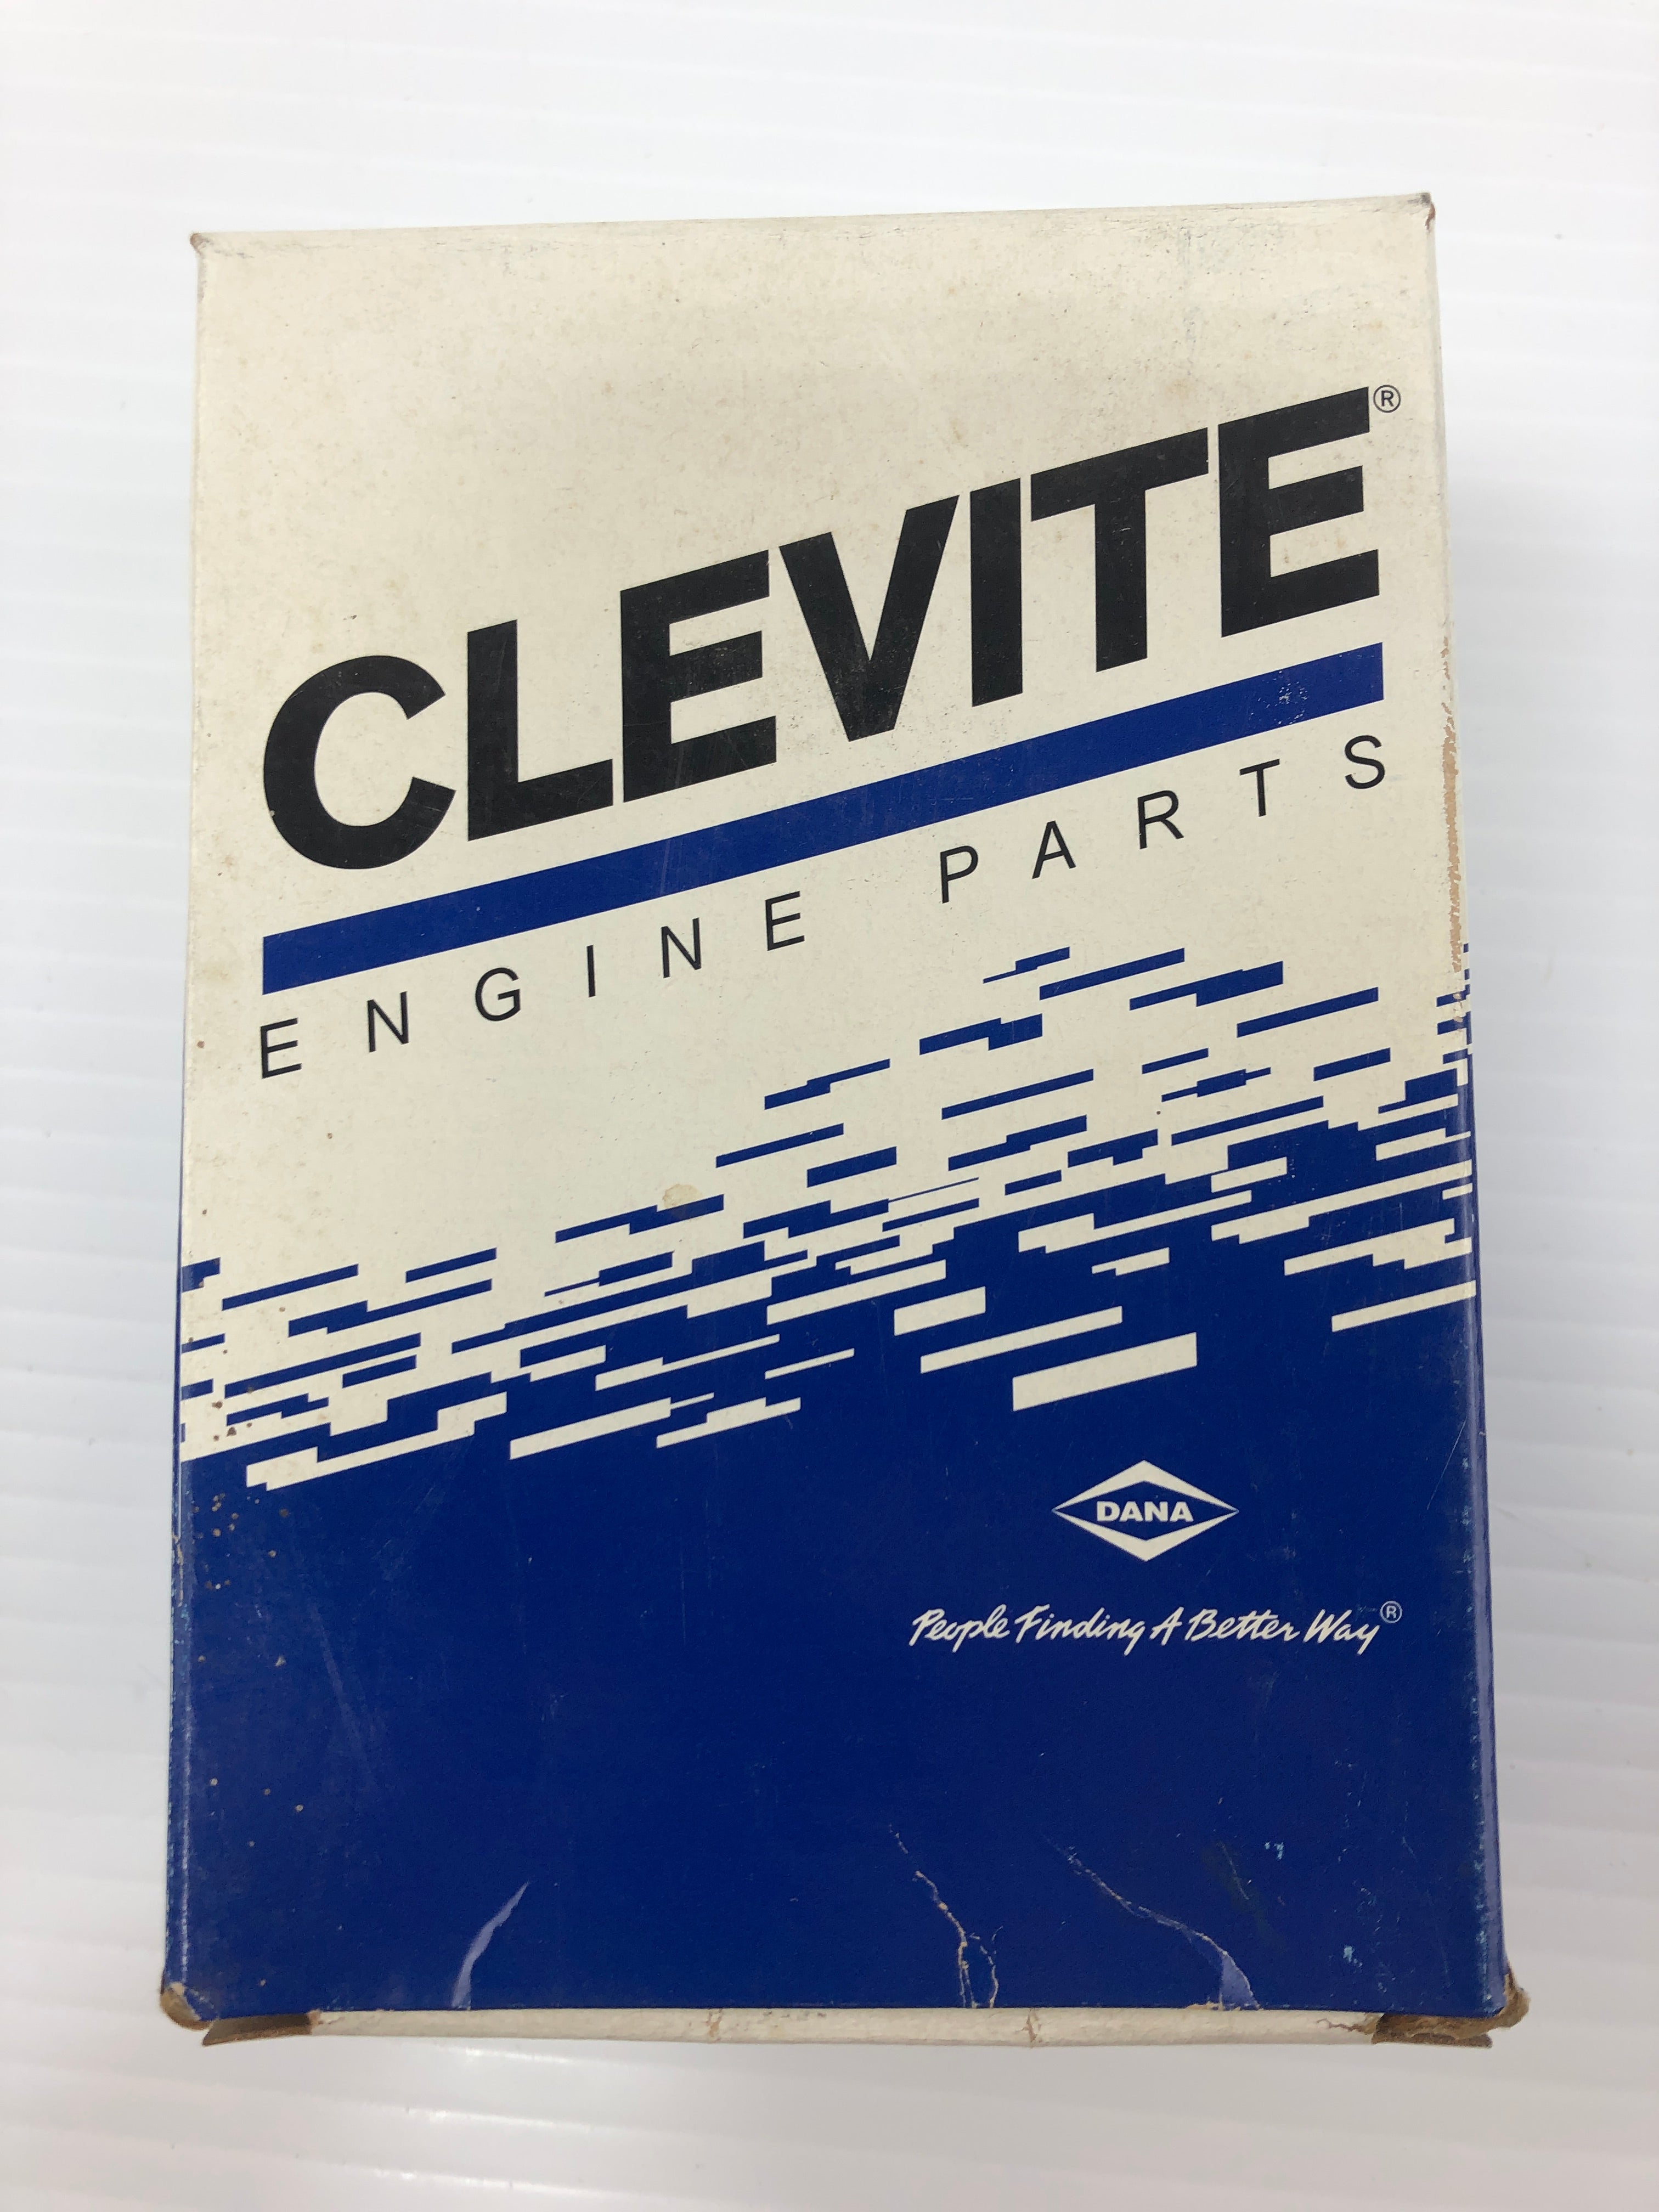 CLEVITE®
ENGINE PARTS
DANA
People Finding A Better Way®